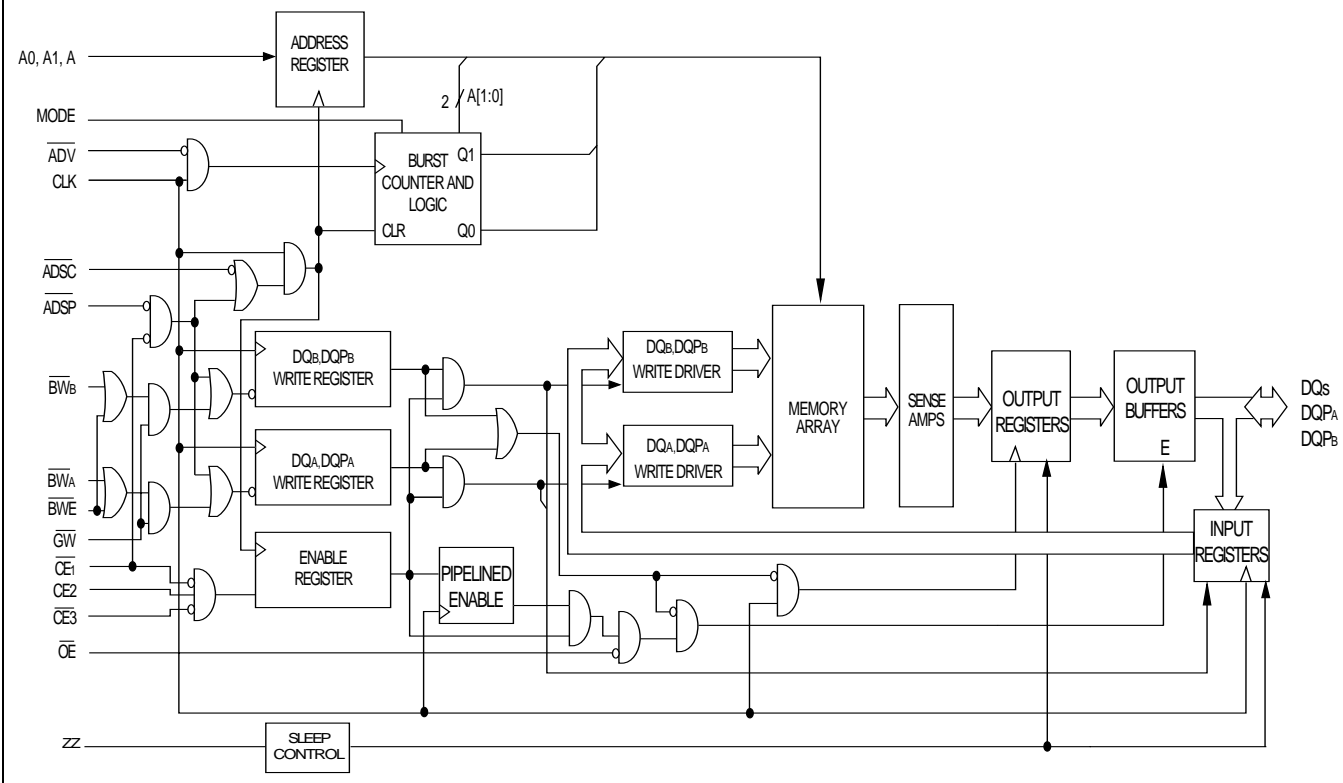 A0, A1, A
ADDRESS
REGISTER
MODE
2
A[1:0]
ADV
CLK
BURST
COUNTER AND
LOGIC
Q1
CLR
Q0
ADSC
ADSP
BWB
BWA
BWE
GW
CE1
CE2
CE3
OE
ZZ
DQB,DQPB
WRITE REGISTER
DQA,DQPA
WRITE REGISTER
ENABLE
REGISTER
PIPELINED
ENABLE
SLEEP
CONTROL
DQB,DQPB
WRITE DRIVER
DQA,DQPA
WRITE DRIVER
MEMORY
ARRAY
SENSE
AMPS
OUTPUT
REGISTERS
OUTPUT
BUFFERS
E
DQs
DQPA
DQPB
INPUT
REGISTERS